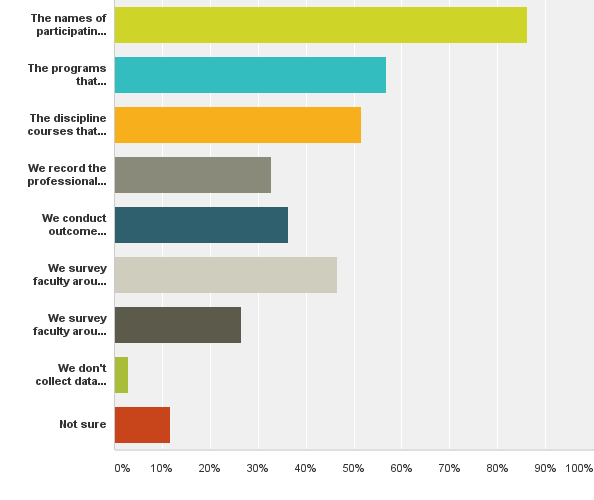 The names of
participatin...
The programs
that...
The discipline
courses that...
We record the
professional...
We conduct
outcome...
We survey
faculty arou...
We survey
faculty arou...
We don't
collect data...
Not sure
0% 10% 20% 30% 40% 50% 60% 70% 80% 90% 100%